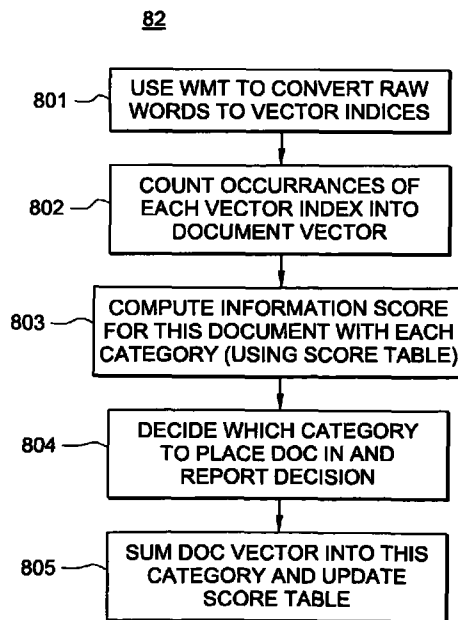 82
801
USE WMT TO CONVERT RAW
WORDS TO VECTOR INDICES
802
COUNT OCCURRANCES OF
EACH VECTOR INDEX INTO
DOCUMENT VECTOR
803
COMPUTE INFORMATION SCORE
FOR THIS DOCUMENT WITH EACH
CATEGORY (USING SCORE TABLE)
804
DECIDE WHICH CATEGORY
TO PLACE DOC IN AND
REPORT DECISION
805
SUM DOC VECTOR INTO THIS
CATEGORY AND UPDATE
SCORE TABLE